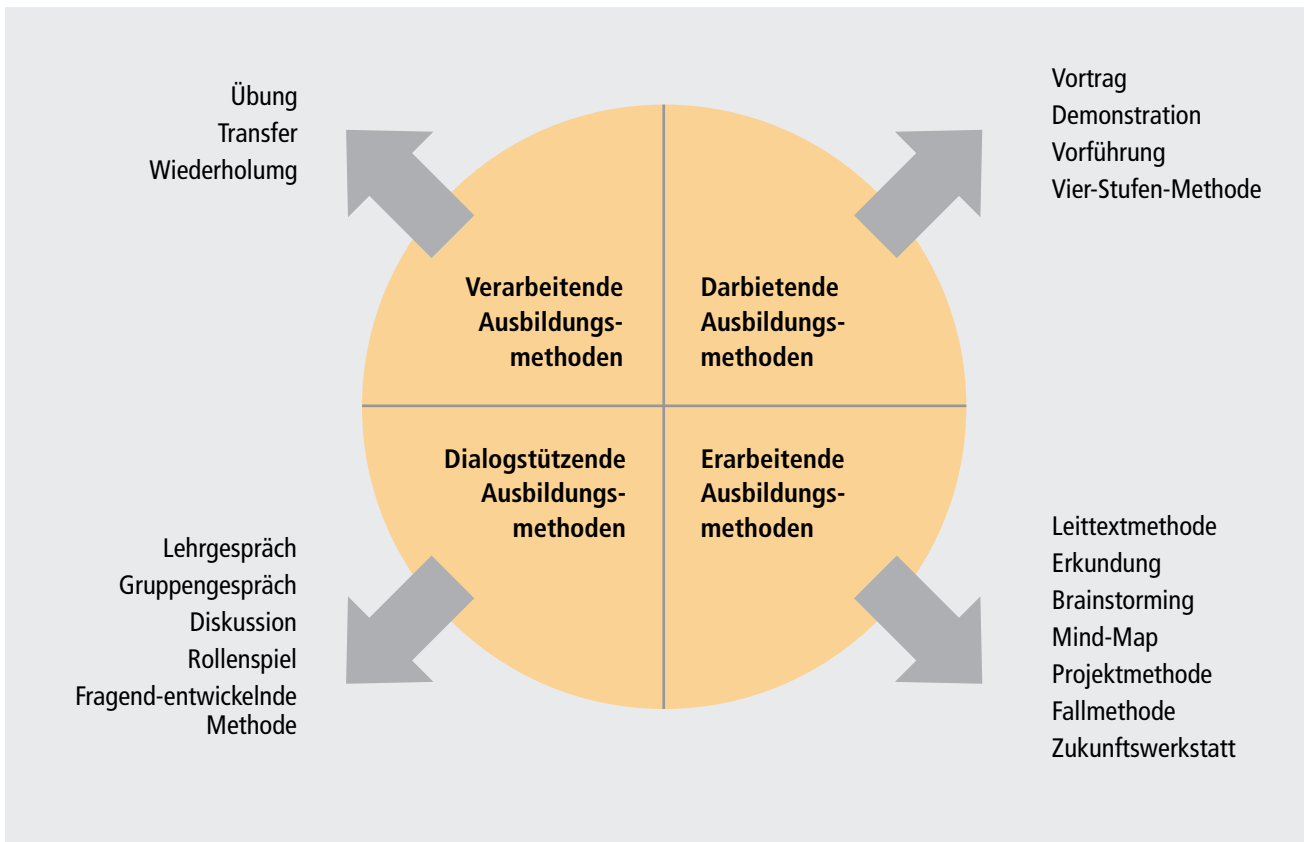 Übung
Transfer
Wiederholumg
Vortrag
Demonstration
Vorführung
Vier-Stufen-Methode
Verarbeitende
Ausbildungs-
methoden
Darbietende
Ausbildungs-
methoden
Dialogstützende
Ausbildungs-
methoden
Erarbeitende
Ausbildungs-
methoden
Lehrgespräch
Gruppengespräch
Diskussion
Rollenspiel
Fragend-entwickelnde
Methode
Leittextmethode
Erkundung
Brainstorming
Mind-Map
Projektmethode
Fallmethode
Zukunftswerkstatt